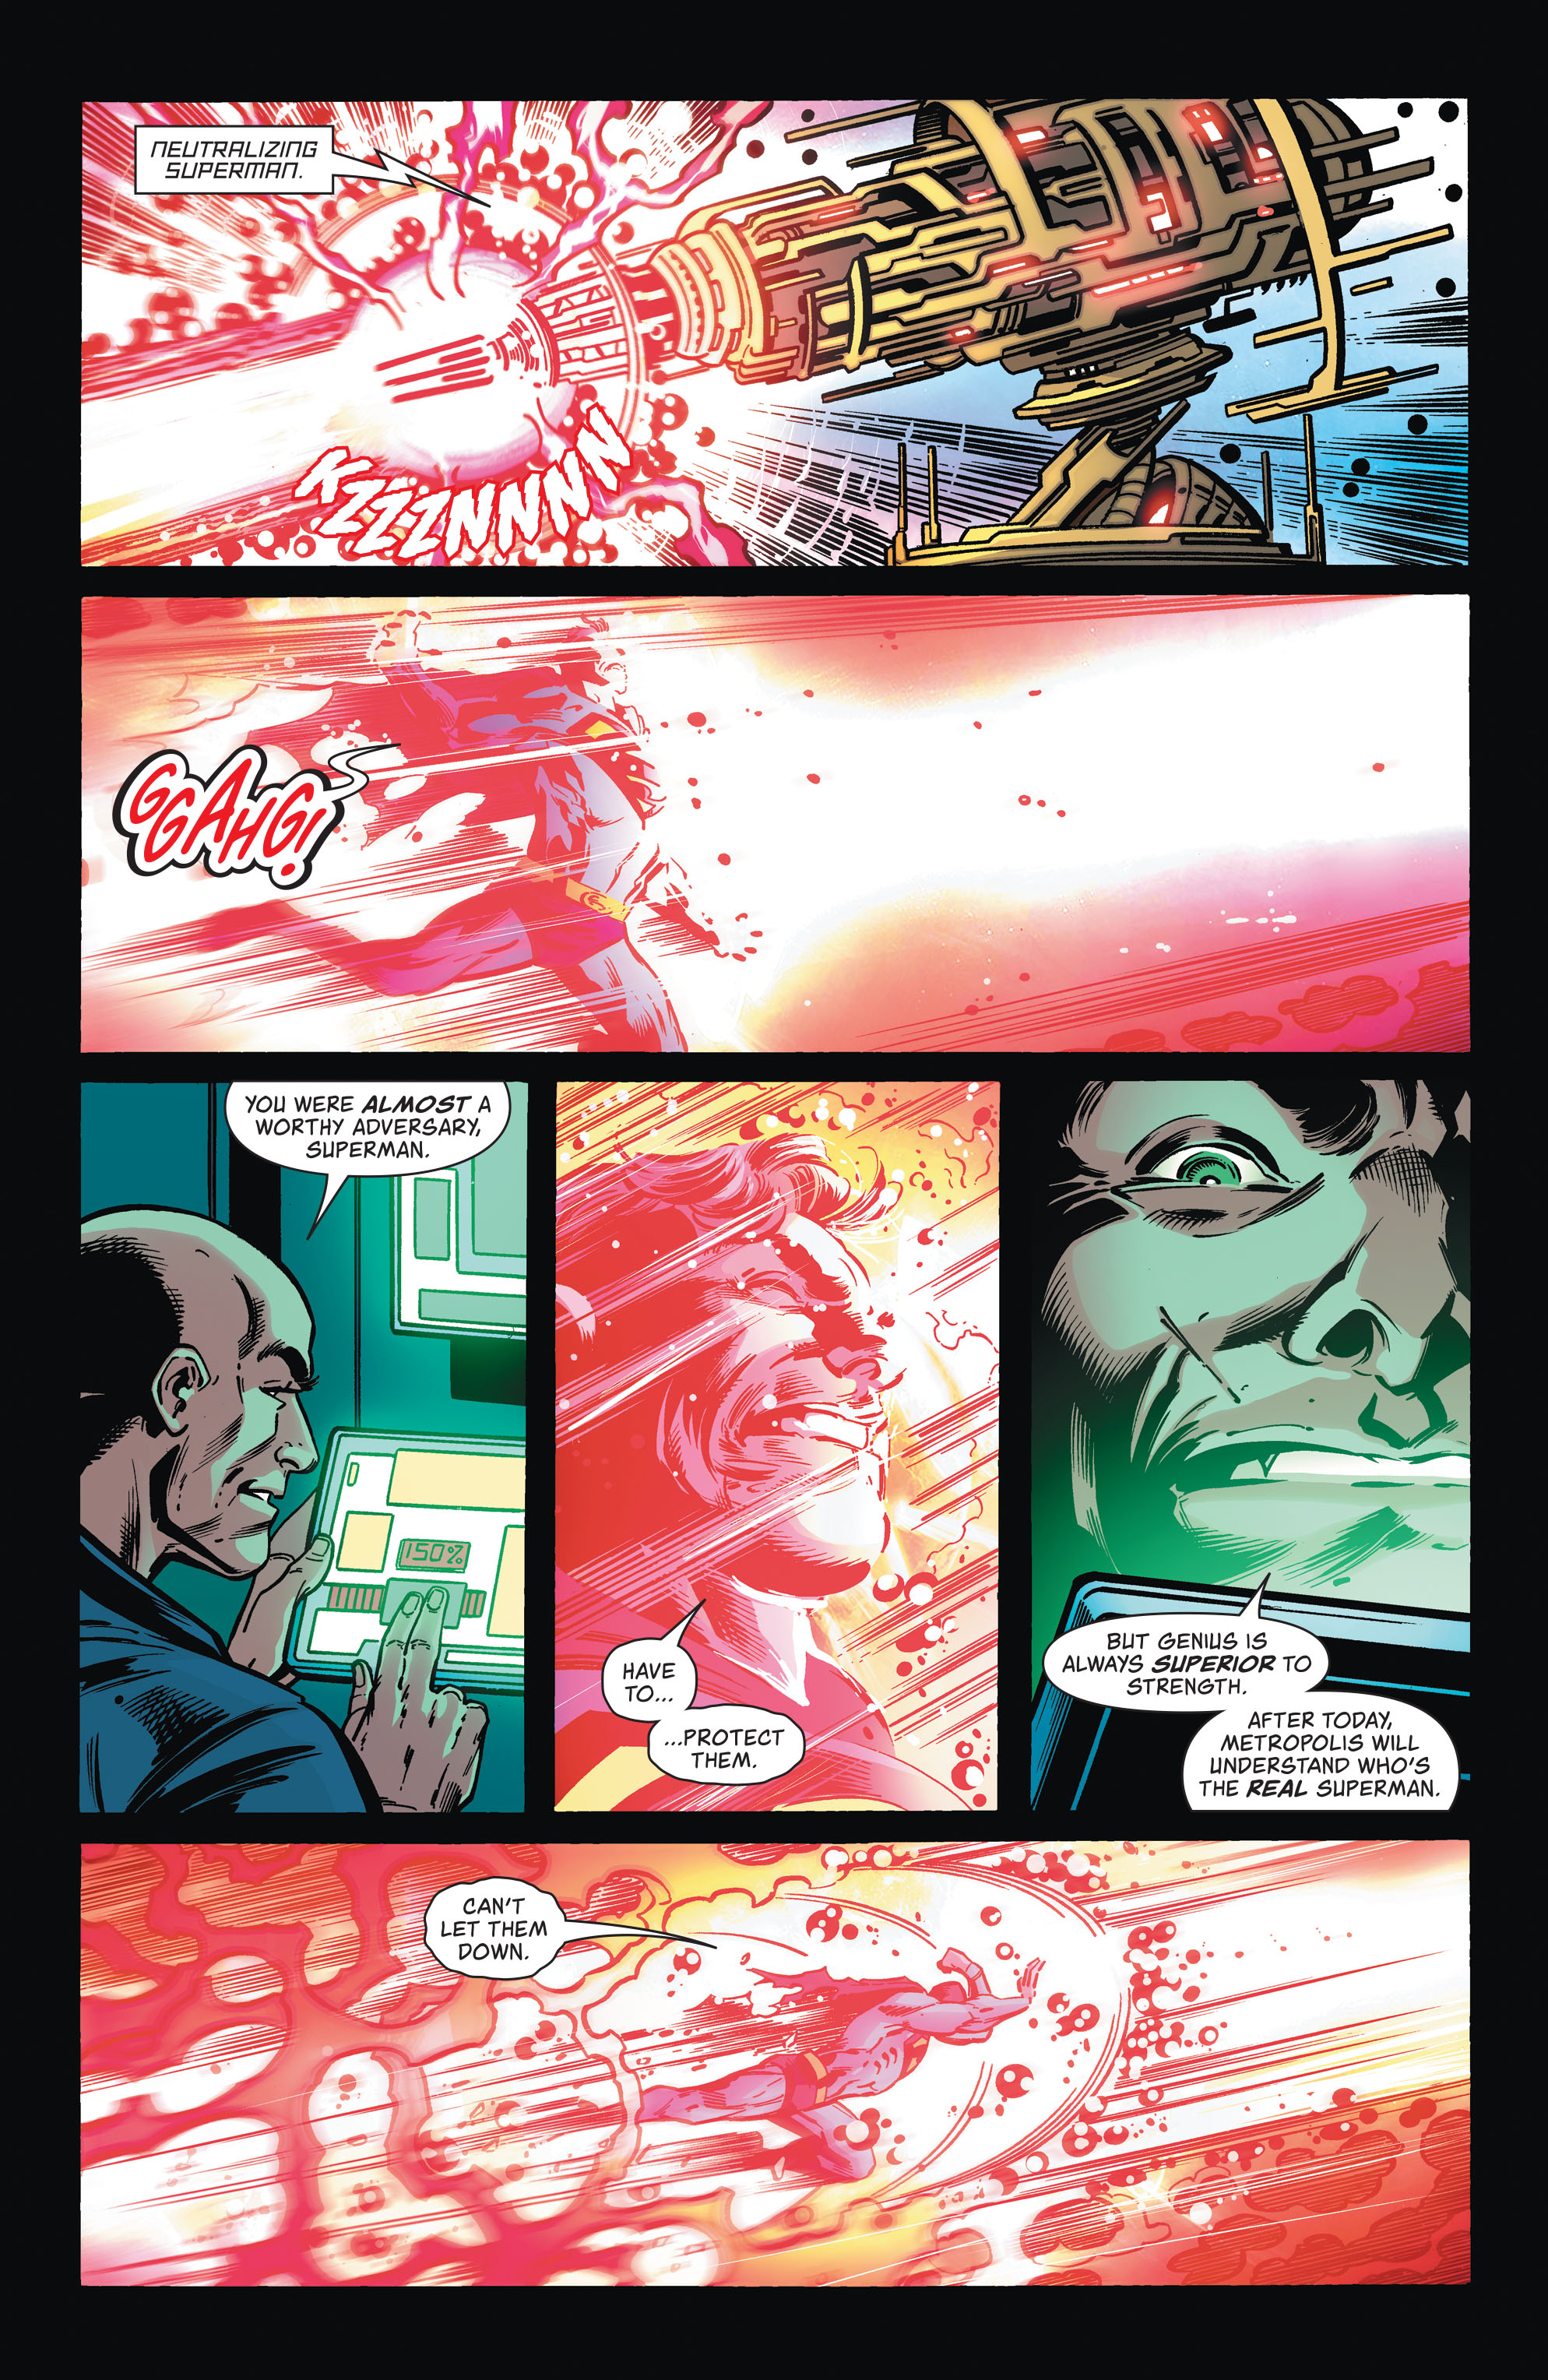 NEUTRALIZING
SUPERMAN.
KZZZZNNNNN
GGAHG!
YOU WERE ALMOST A
WORTHY ADVERSARY,
SUPERMAN.
150%
HAVE
TO...
...PROTECT
THEM.
BUT GENIUS IS
ALWAYS SUPERIOR TO
STRENGTH.
AFTER TODAY,
METROPOLIS WILL
UNDERSTAND WHO'S
THE REAL SUPERMAN.
CAN'T
LET THEM
DOWN.